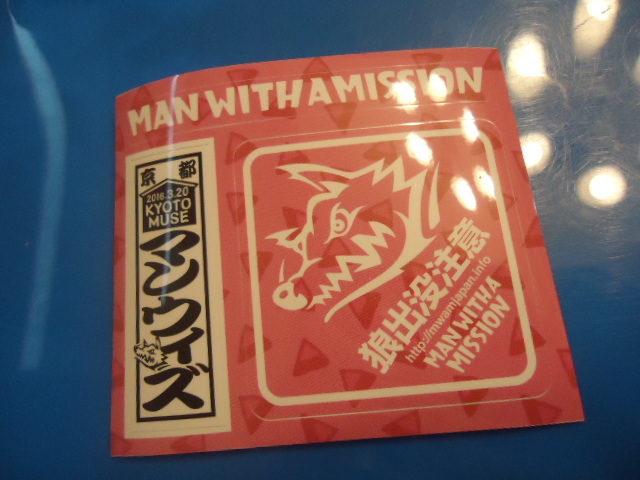 MAN WITH A MISSION
京都
2016.3.20
KYOTO
MUSE
マンウィズ
狼出没注意
http://mwamjapan.info
MAN WITH A
MISSION